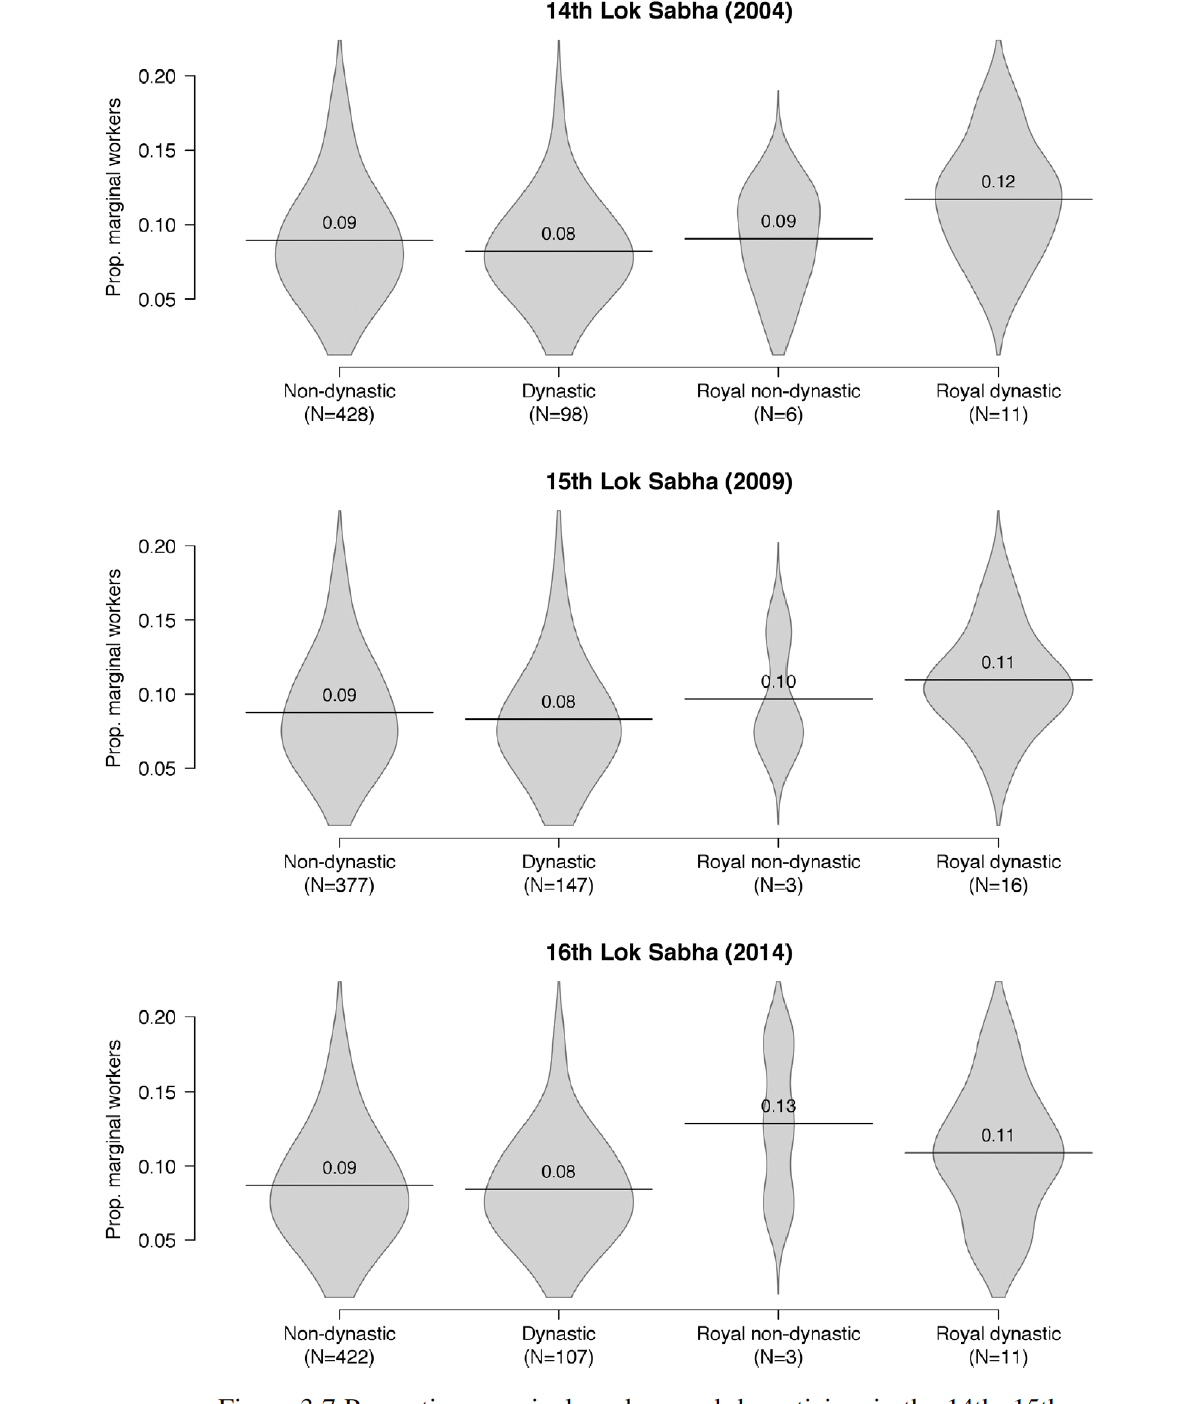 14th Lok Sabha (2004)
Prop. marginal workers
0.20
0.15
0.10
0.05
0.09
0.08
0.09
0.12
Non-dynastic
(N=428)
Dynastic
(N=98)
Royal non-dynastic
(N=6)
Royal dynastic
(N=11)
15th Lok Sabha (2009)
Prop. marginal workers
0.20
0.15
0.10
0.05
0.09
0.08
0.10
0.11
Non-dynastic
(N=377)
Dynastic
(N=147)
Royal non-dynastic
(N=3)
Royal dynastic
(N=16)
16th Lok Sabha (2014)
Prop. marginal workers
0.20
0.15
0.10
0.05
0.09
0.08
0.13
0.11
Non-dynastic
(N=422)
Dynastic
(N=107)
Royal non-dynastic
(N=3)
Royal dynastic
(N=11)